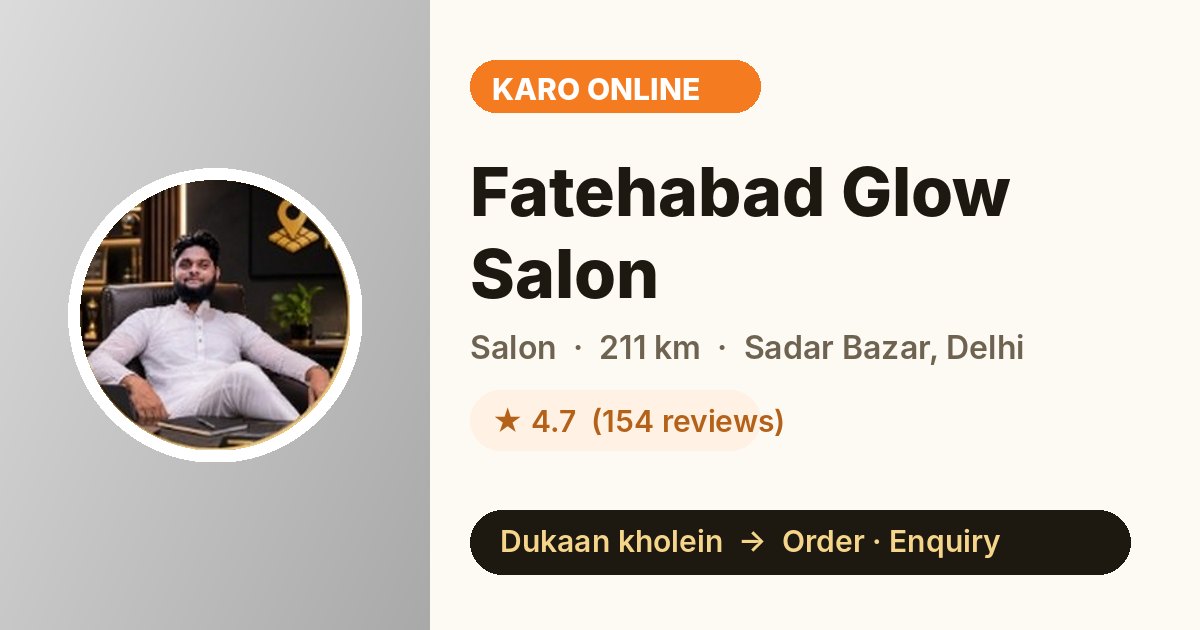 KARO ONLINE
Fatehabad Glow
Salon
Salon · 211 km · Sadar Bazar, Delhi
★ 4.7 (154 reviews)
Dukaan kholein → Order · Enquiry